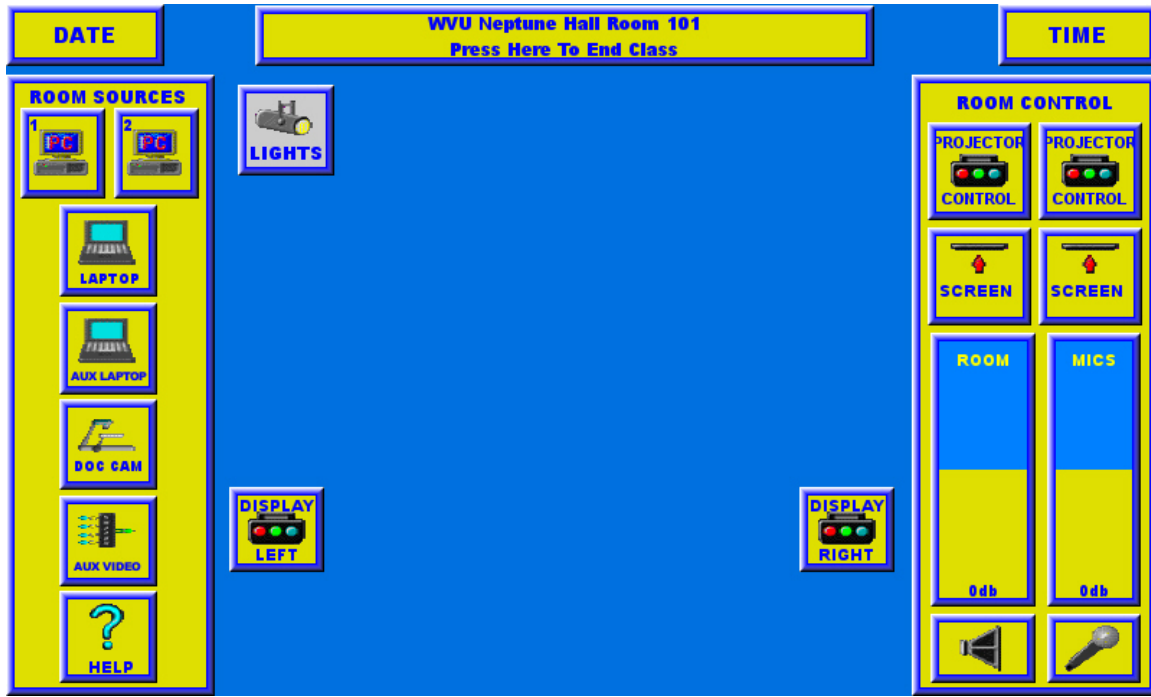 DATE
WVU Neptune Hall Room 101
Press Here To End Class
TIME
ROOM SOURCES
1
PC
2
PC
LAPTOP
AUX LAPTOP
DOC CAM
AUX VIDEO
HELP
LIGHTS
DISPLAY
LEFT
DISPLAY
RIGHT
ROOM CONTROL
PROJECTOR
CONTROL
PROJECTOR
CONTROL
SCREEN
SCREEN
ROOM
0db
MICS
0db